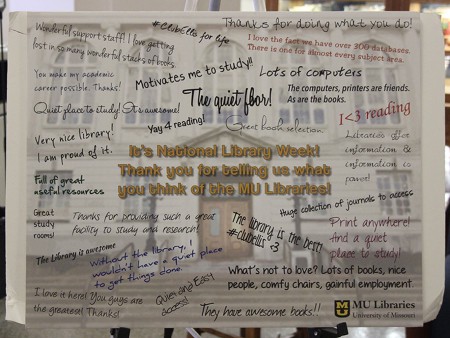 Wonderful support staff! I love getting
lost in so many wonderful stacks of books.
#clubEllis for life
Thanks for doing what you do!
I love the fact we have over 300 databases.
There is one for almost every subject area.
You make my academic
career possible. Thanks!
Motivates me to study!!
Lots of computers
The computers, printers are friends.
As are the books.
Quiet place to study! It's awesome!
The quiet floor!
Yay 4 reading!
Great book selection
I <3 reading
Very nice library!
I am proud of it.
Library offer
information &
information is
power!
It's National Library Week!
Thank you for telling us what
you think of the MU Libraries!
Full of great
useful resources
Great
study
rooms!
Thanks for providing such a great
facility to study and research!
The library is the best!
#clubellis <3
Huge collection of journals to access
Print anywhere!
And a quiet
place to study!
The Library is awesome
Without the library, I
wouldn't have a quiet place
to get things done.
What's not to love? Lots of books, nice
people, comfy chairs, gainful employment.
I love it here! You guys are
the greatest! Thanks!
Quiet and Easy
access!
They have awesome books!!
MU Libraries
University of Missouri